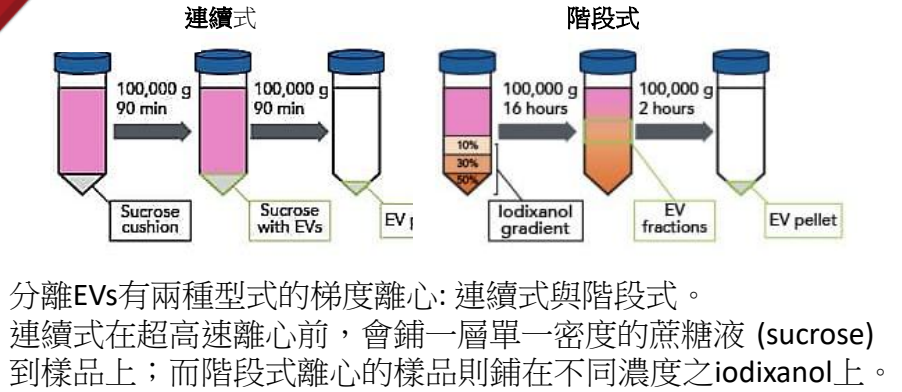 連續式
階段式
100,000 g
90 min
100,000 g
90 min
Sucrose
cushion
Sucrose
with EVs
EV
100,000 g
16 hours
100,000 g
2 hours
10%
30%
50%
Iodixanol
gradient
EV
fractions
EV pellet
分離EVs有兩種型式的梯度離心: 連續式與階段式。
連續式在超高速離心前，會鋪一層單一密度的蔗糖液 (sucrose)
到樣品上；而階段式離心的樣品則鋪在不同濃度之iodixanol上。